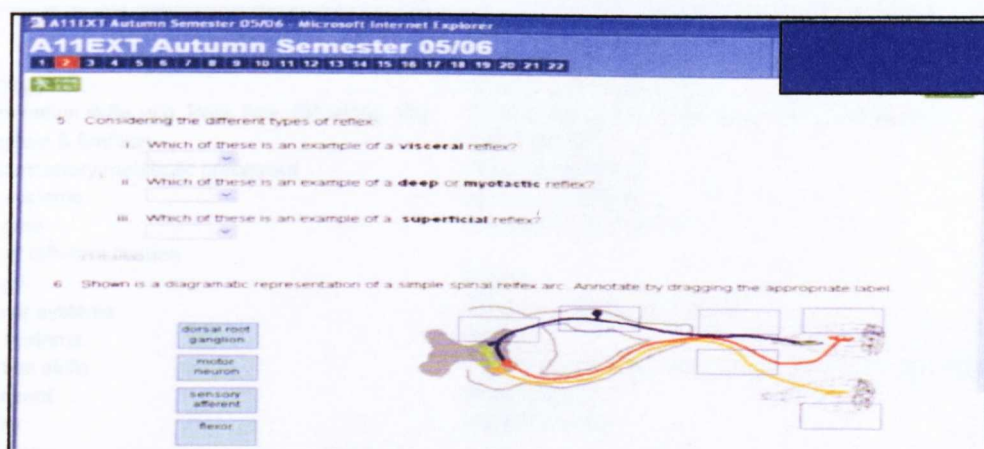 A11EXT Autumn Semester 05/06 - Microsoft Internet Explorer
A11EXT Autumn Semester 05/06
1 2 3 4 5 6 7 8 9 10 11 12 13 14 15 16 17 18 19 20 21 22
5. Considering the different types of reflex:
i. Which of these is an example of a visceral reflex?
ii. Which of these is an example of a deep or myotactic reflex?
iii. Which of these is an example of a superficial reflex?
6. Shown is a diagramatic representation of a simple spinal reflex arc. Annotate by dragging the appropriate label.
dorsal root
ganglion
motor
neuron
sensory
afferent
flexor